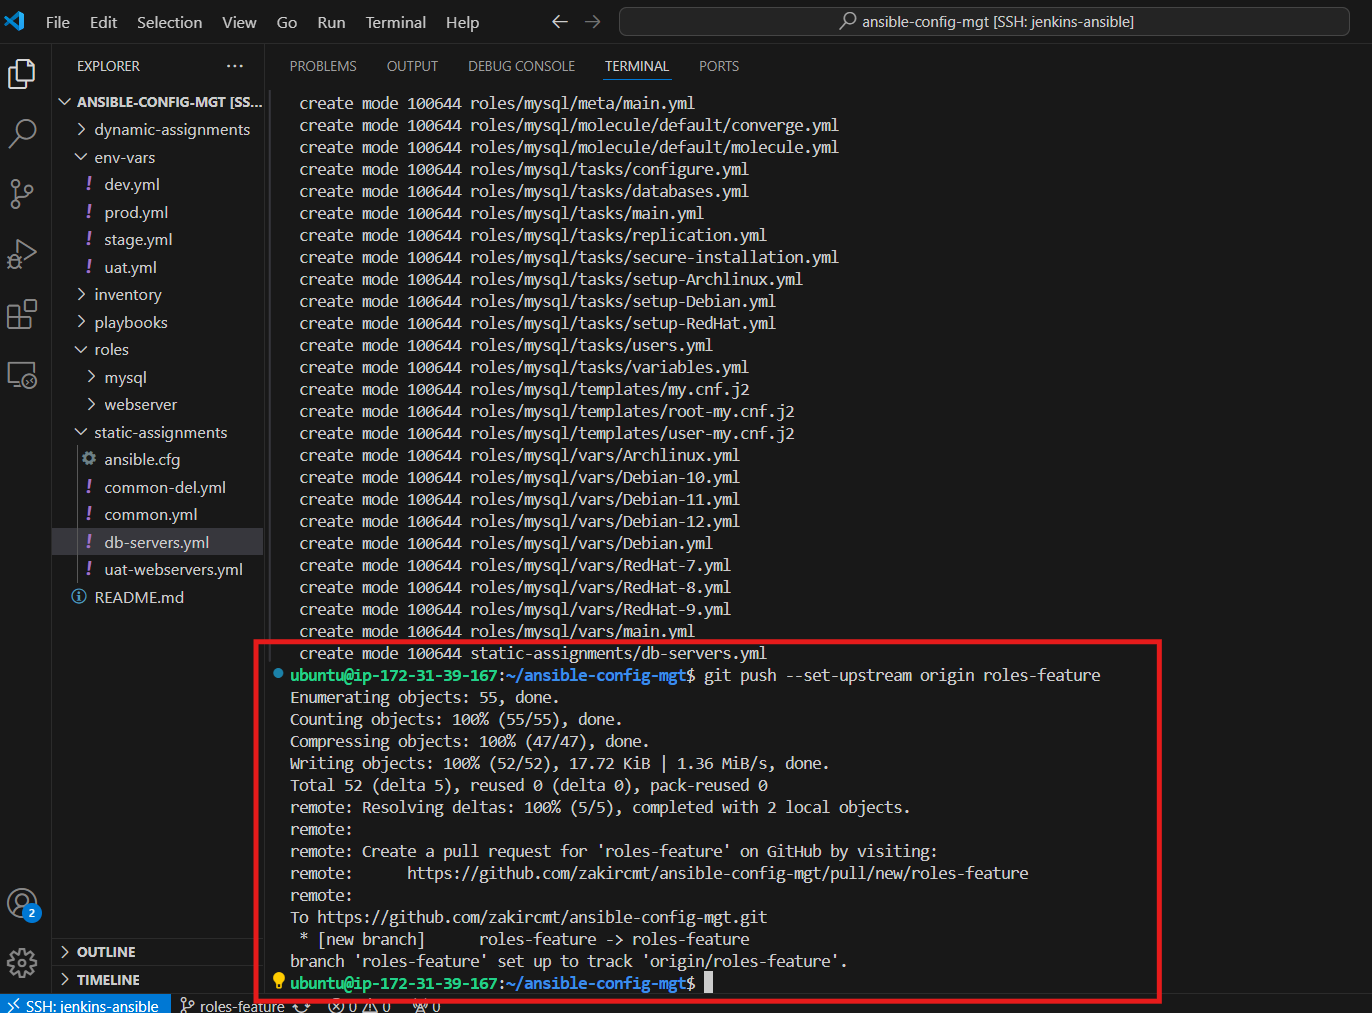 File Edit Selection View Go Run Terminal Help
ansible-config-mgt [SSH: jenkins-ansible]
EXPLORER
ANSIBLE-CONFIG-MGT [SS...
dynamic-assignments
env-vars
dev.yml
prod.yml
stage.yml
uat.yml
inventory
playbooks
roles
mysql
webserver
static-assignments
ansible.cfg
common-del.yml
common.yml
db-servers.yml
uat-webservers.yml
README.md
OUTLINE
TIMELINE
PROBLEMS OUTPUT DEBUG CONSOLE TERMINAL PORTS
create mode 100644 roles/mysql/meta/main.yml
create mode 100644 roles/mysql/molecule/default/converge.yml
create mode 100644 roles/mysql/molecule/default/molecule.yml
create mode 100644 roles/mysql/tasks/configure.yml
create mode 100644 roles/mysql/tasks/databases.yml
create mode 100644 roles/mysql/tasks/main.yml
create mode 100644 roles/mysql/tasks/replication.yml
create mode 100644 roles/mysql/tasks/secure-installation.yml
create mode 100644 roles/mysql/tasks/setup-Archlinux.yml
create mode 100644 roles/mysql/tasks/setup-Debian.yml
create mode 100644 roles/mysql/tasks/setup-RedHat.yml
create mode 100644 roles/mysql/tasks/users.yml
create mode 100644 roles/mysql/tasks/variables.yml
create mode 100644 roles/mysql/templates/my.cnf.j2
create mode 100644 roles/mysql/templates/root-my.cnf.j2
create mode 100644 roles/mysql/templates/user-my.cnf.j2
create mode 100644 roles/mysql/vars/Archlinux.yml
create mode 100644 roles/mysql/vars/Debian-10.yml
create mode 100644 roles/mysql/vars/Debian-11.yml
create mode 100644 roles/mysql/vars/Debian-12.yml
create mode 100644 roles/mysql/vars/Debian.yml
create mode 100644 roles/mysql/vars/RedHat-7.yml
create mode 100644 roles/mysql/vars/RedHat-8.yml
create mode 100644 roles/mysql/vars/RedHat-9.yml
create mode 100644 roles/mysql/vars/main.yml
create mode 100644 static-assignments/db-servers.yml
ubuntu@ip-172-31-39-167:~/ansible-config-mgt$ git push --set-upstream origin roles-feature
Enumerating objects: 55, done.
Counting objects: 100% (55/55), done.
Compressing objects: 100% (47/47), done.
Writing objects: 100% (52/52), 17.72 KiB | 1.36 MiB/s, done.
Total 52 (delta 5), reused 0 (delta 0), pack-reused 0
remote: Resolving deltas: 100% (5/5), completed with 2 local objects.
remote:
remote: Create a pull request for 'roles-feature' on GitHub by visiting:
remote:      https://github.com/zakircmt/ansible-config-mgt/pull/new/roles-feature
remote:
To https://github.com/zakircmt/ansible-config-mgt.git
* [new branch]      roles-feature -> roles-feature
branch 'roles-feature' set up to track 'origin/roles-feature'.
ubuntu@ip-172-31-39-167:~/ansible-config-mgt$
2
SSH: jenkins-ansible roles-feature 0 0 0